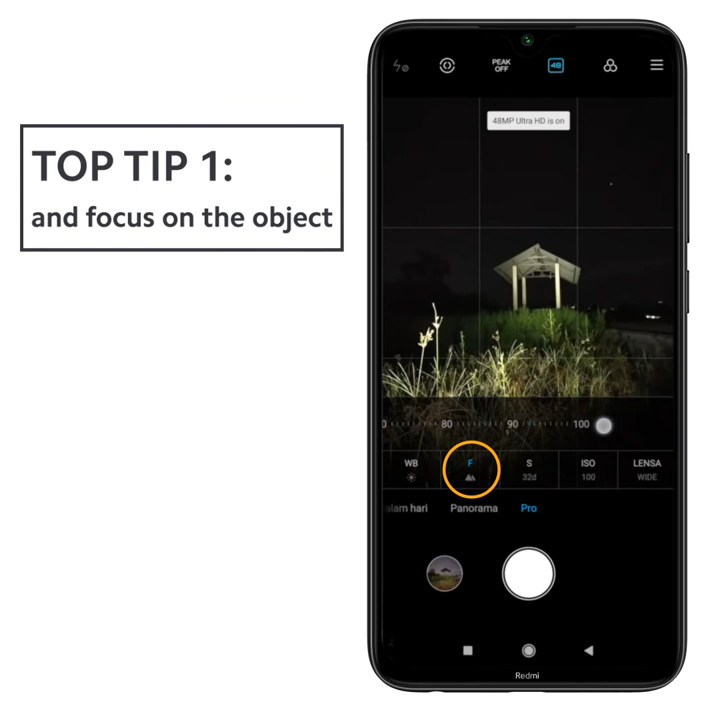 TOP TIP 1:
and focus on the object
PEAK
OFF
48
48MP Ultra HD is on
80 90 100
WB F S ISO LENSA
32d 100 WIDE
alam hari Panorama Pro
Redmi